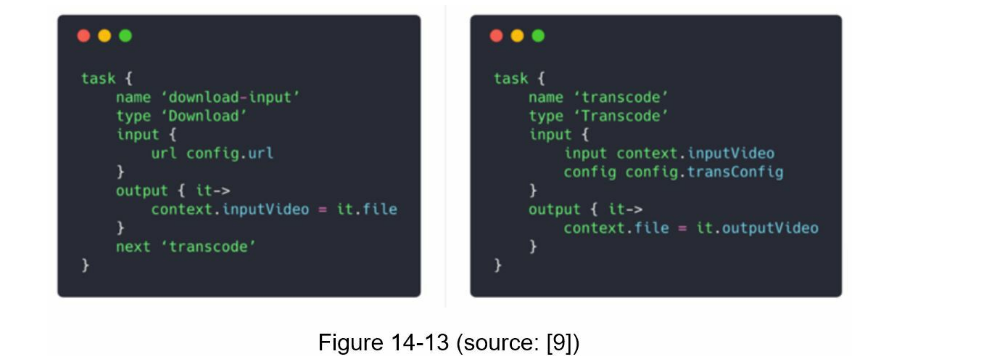 task {
name ‘download-input’
type ‘Download’
input {
url config.url
}
output { it->
context.inputVideo = it.file
}
next ‘transcode’
}
task {
name ‘transcode’
type ‘Transcode’
input {
input context.inputVideo
config config.transConfig
}
output { it->
context.file = it.outputVideo
}
}
Figure 14-13 (source: [9])